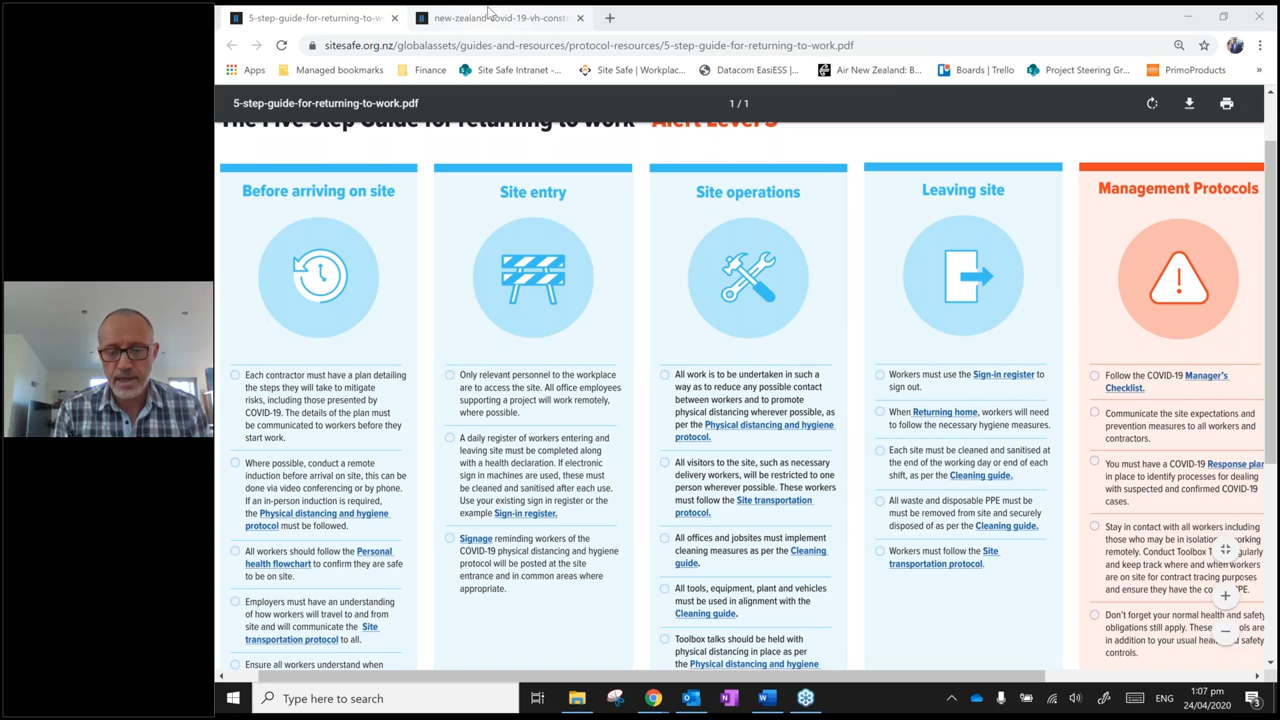 5-step-guide-for-returning-to-w
new-zealand-covid-19-vh-constr
sitesafe.org.nz/globalassets/guides-and-resources/protocol-resources/5-step-guide-for-returning-to-work.pdf
Apps
Managed bookmarks
Finance
Site Safe Intranet -...
Site Safe | Workplac...
Datacom EasiESS |...
Air New Zealand: B...
Boards | Trello
Project Steering Gr...
PrimoProducts
»
5-step-guide-for-returning-to-work.pdf
1 / 1
The Five Step Guide for returning to work Alert Level 3
Before arriving on site
Each contractor must have a plan detailing
the steps they will take to mitigate
risks, including those presented by
COVID-19. The details of the plan must
be communicated to workers before they
start work.
Where possible, conduct a remote
induction before arrival on site, this can be
done via video conferencing or by phone.
If an in-person induction is required,
the Physical distancing and hygiene
protocol must be followed.
All workers should follow the Personal
health flowchart to confirm they are safe
to be on site.
Employers must have an understanding
of how workers will travel to and from
site and will communicate the Site
transportation protocol to all.
Ensure all workers understand when
Site entry
Only relevant personnel to the workplace
are to access the site. All office employees
supporting a project will work remotely,
where possible.
A daily register of workers entering and
leaving site must be completed along
with a health declaration. If electronic
sign in machines are used, these must
be cleaned and sanitised after each use.
Use your existing sign in register or the
example Sign-in register.
Signage reminding workers of the
COVID-19 physical distancing and hygiene
protocol will be posted at the site
entrance and in common areas where
appropriate.
Site operations
All work is to be undertaken in such a
way as to reduce any possible contact
between workers and to promote
physical distancing wherever possible, as
per the Physical distancing and hygiene
protocol.
All visitors to the site, such as necessary
delivery workers, will be restricted to one
person wherever possible. These workers
must follow the Site transportation
protocol.
All offices and jobsites must implement
cleaning measures as per the Cleaning
guide.
All tools, equipment, plant and vehicles
must be used in alignment with the
Cleaning guide.
Toolbox talks should be held with
physical distancing in place as per
the Physical distancing and hygiene
Leaving site
Workers must use the Sign-in register to
sign out.
When Returning home, workers will need
to follow the necessary hygiene measures.
Each site must be cleaned and sanitised at
the end of the working day or end of each
shift, as per the Cleaning guide.
All waste and disposable PPE must be
must be removed from site and securely
disposed of as per the Cleaning guide.
Workers must follow the Site
transportation protocol.
Management Protocols
Follow the COVID-19 Manager's
Checklist.
Communicate the site expectations and
prevention measures to all workers and
contractors.
You must have a COVID-19 Response plan
in place to identify processes for dealing
with suspected and confirmed COVID-19
cases.
Stay in contact with all workers including
those who may be in isolation working
remotely. Conduct Toolbox T gularly
and keep track where and when workers
are on site for contract tracing purposes
and ensure they have the co PPE.
Don't forget your normal health and safety
obligations still apply. These ols are
in addition to your usual hea safety
controls.
Type here to search
ENG
1:07 pm
24/04/2020
3